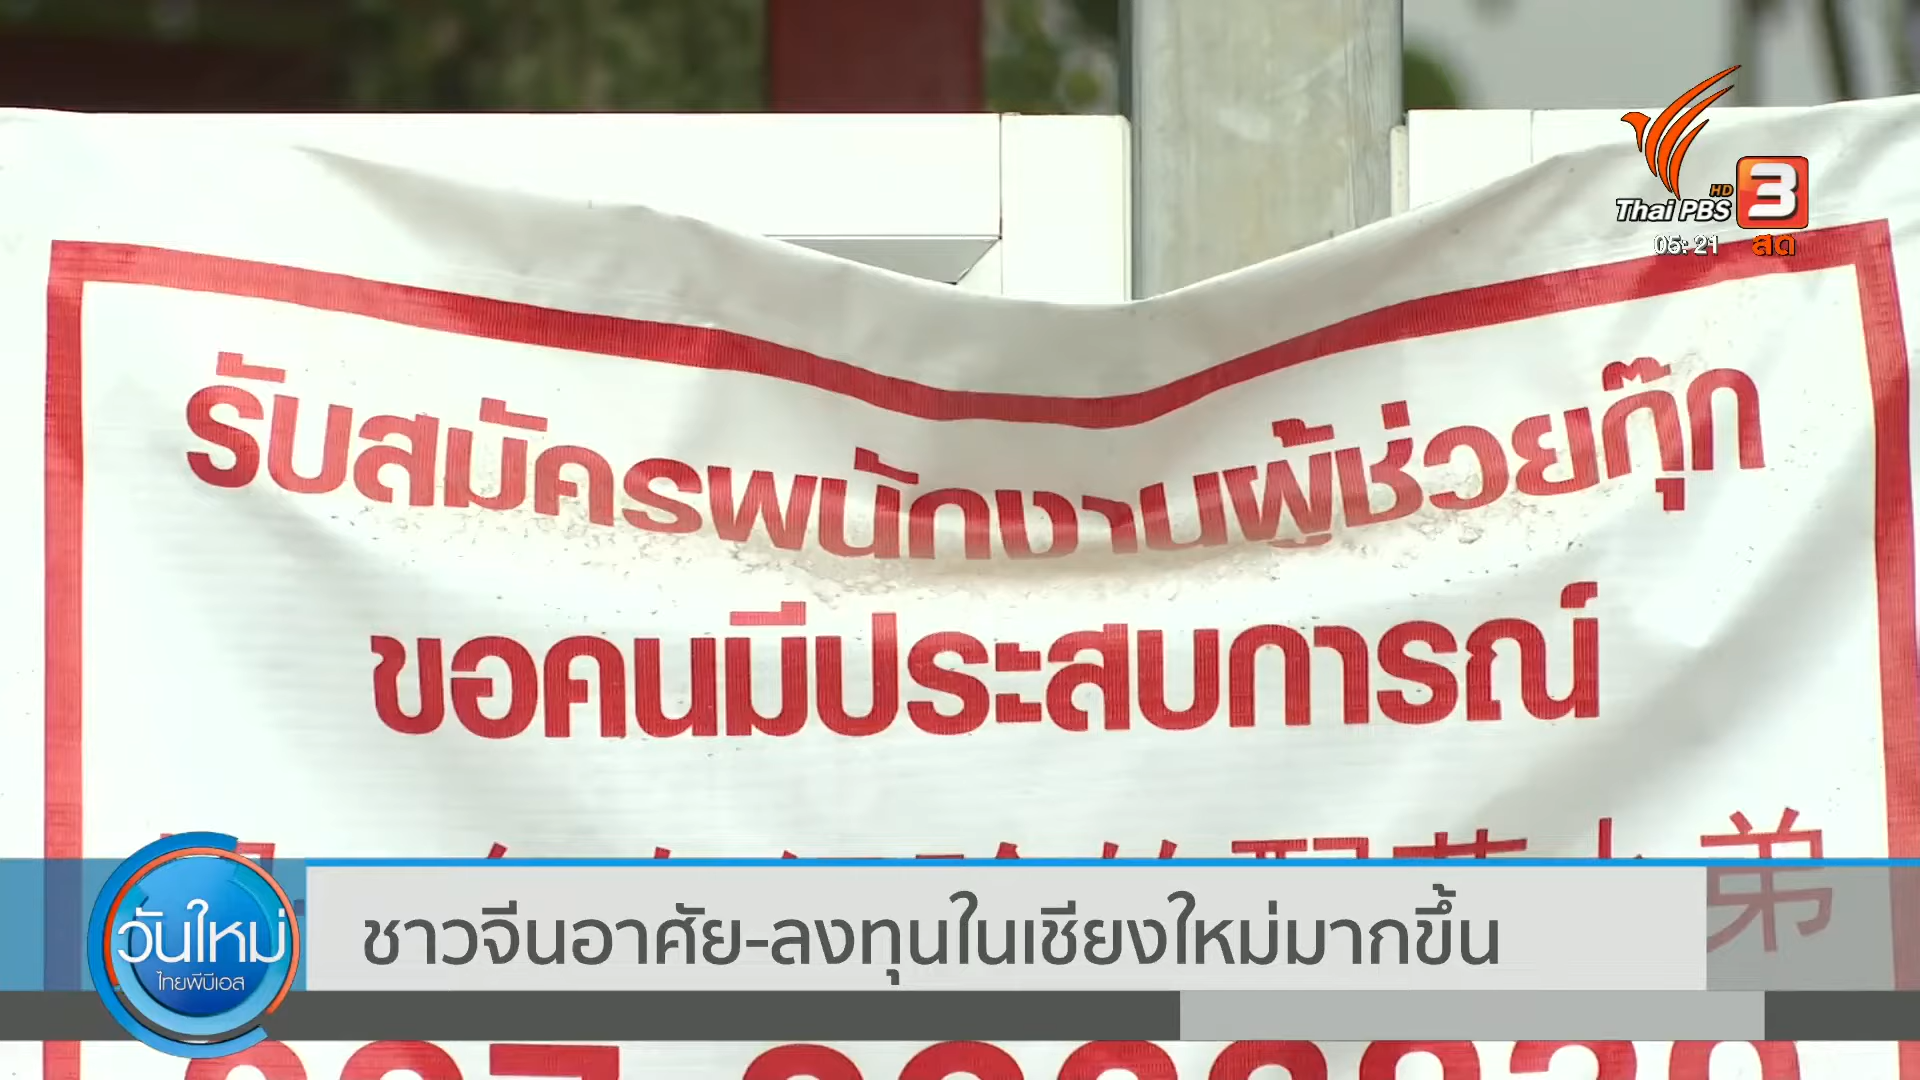 Thai PBS HD 3
05:21 สด
รับสมัครพนักงานผู้ช่วยกุ๊ก
ขอคนมีประสบการณ์
弟
วันใหม่
ไทยพีบีเอส
ชาวจีนอาศัย-ลงทุนในเชียงใหม่มากขึ้น